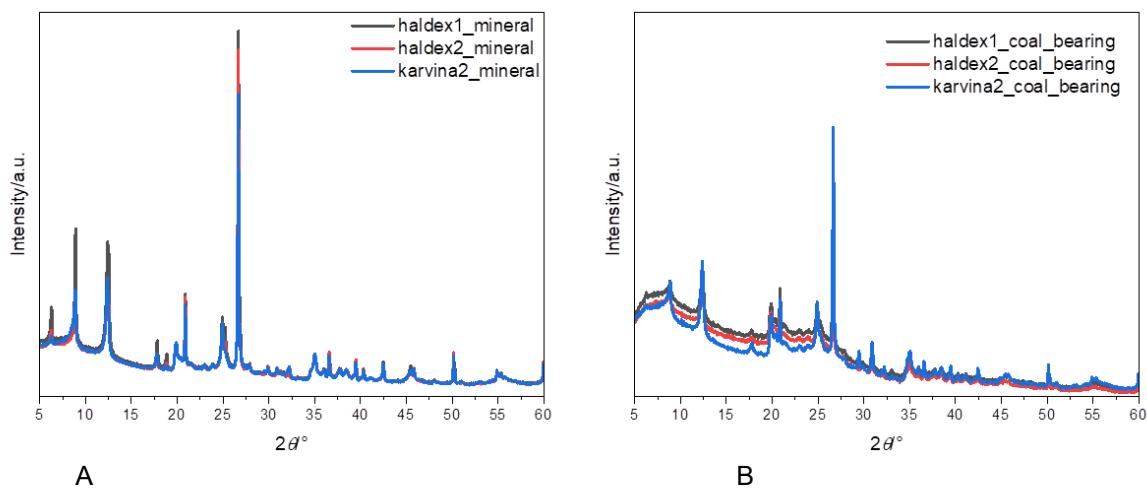 haldex1_mineral
haldex2_mineral
karvina2_mineral
Intensity/a.u.
5 10 15 20 25 30 35 40 45 50 55 60
2θ/°
A
haldex1_coal_bearing
haldex2_coal_bearing
karvina2_coal_bearing
Intensity/a.u.
5 10 15 20 25 30 35 40 45 50 55 60
2θ/°
B